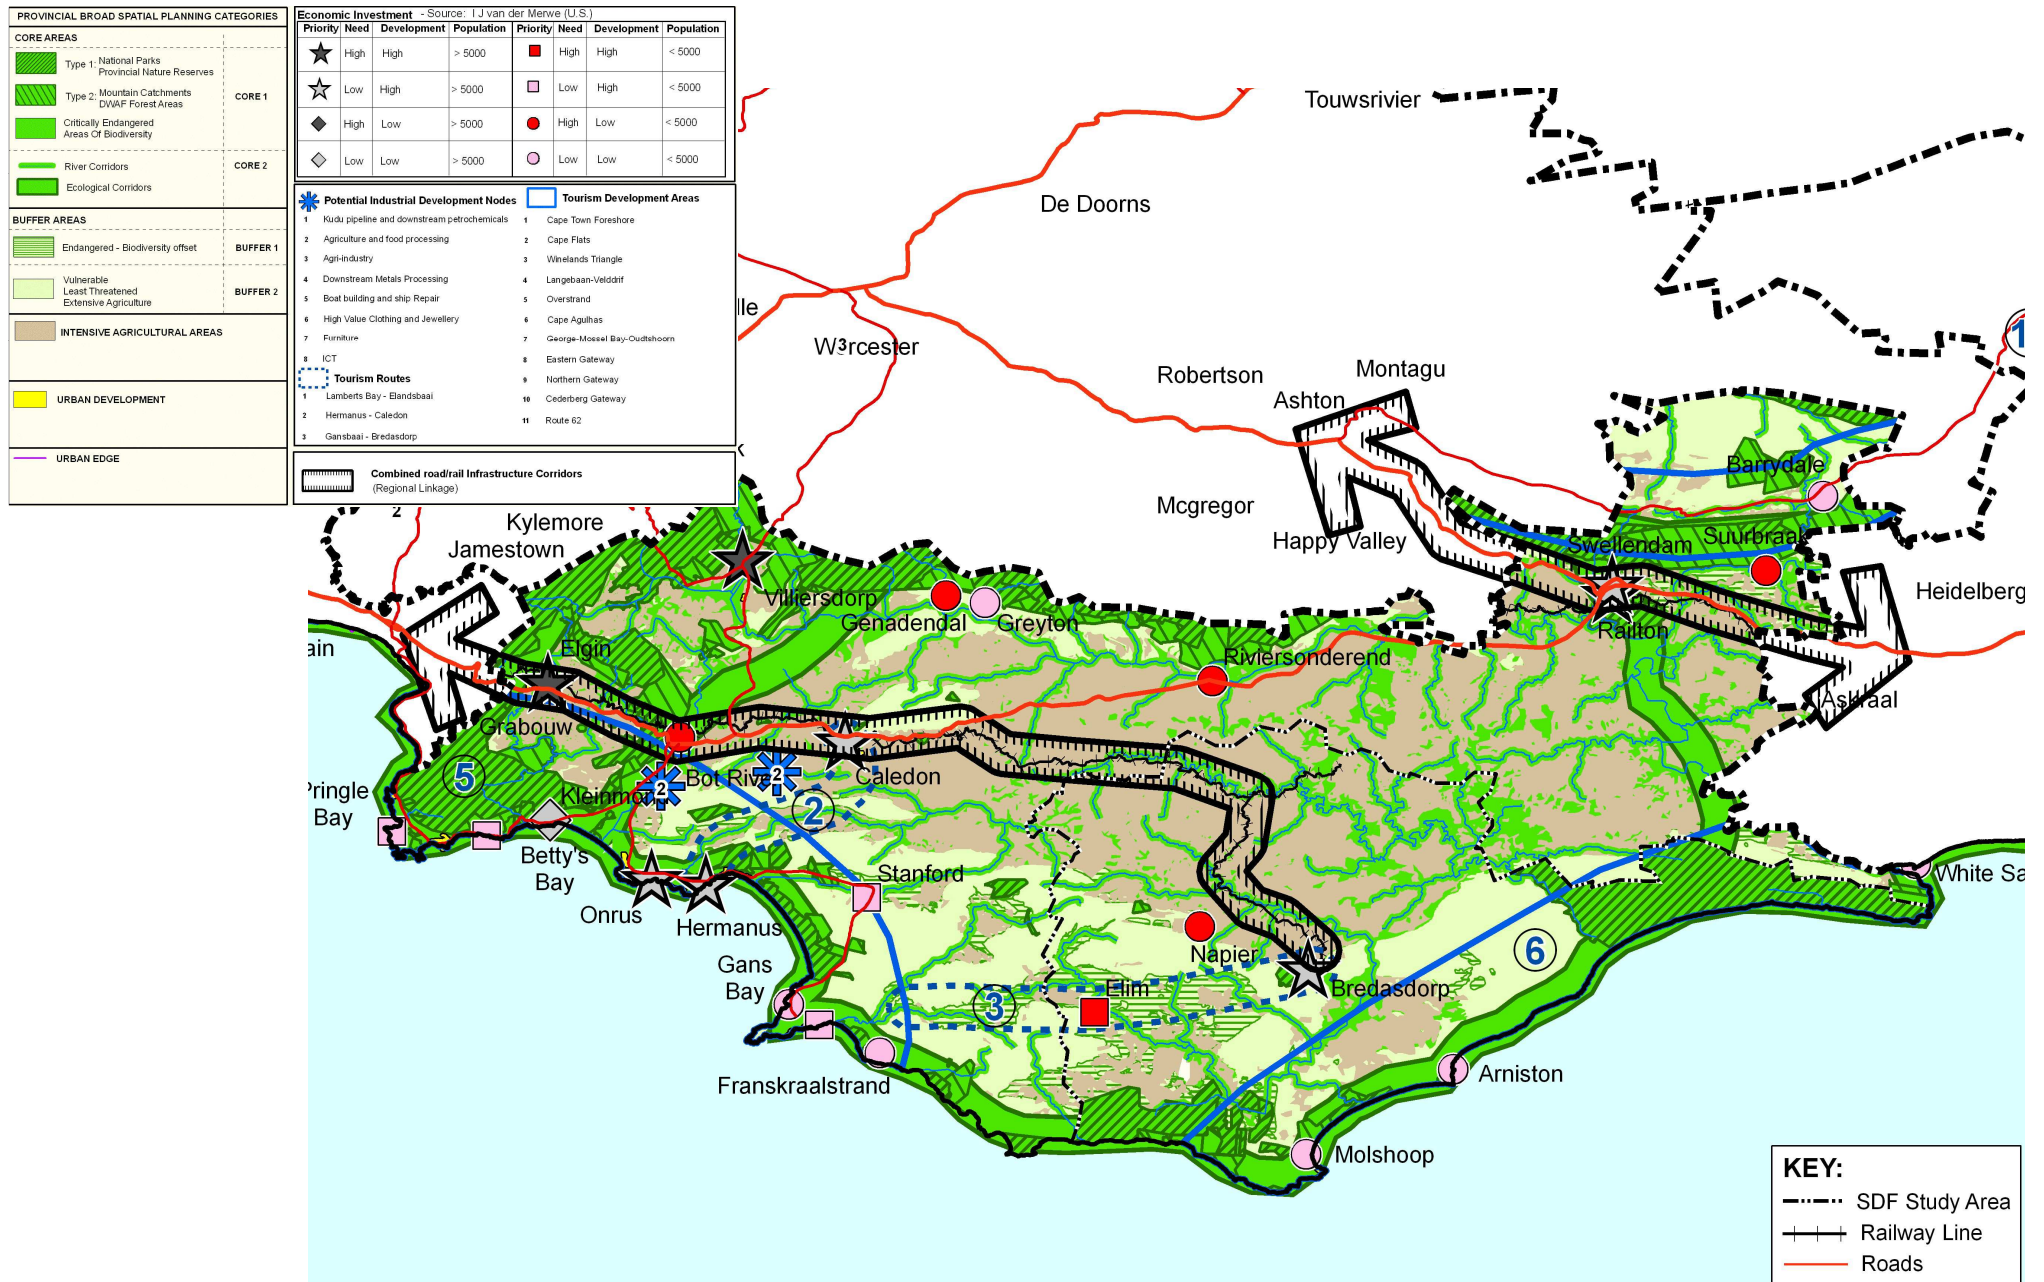 PROVINCIAL BROAD SPATIAL PLANNING CATEGORIES
CORE AREAS
Type 1: National Parks
Provincial Nature Reserves
Type 2: Mountain Catchments
DWAF Forest Areas
CORE 1
Critically Endangered
Areas Of Biodiversity
River Corridors
CORE 2
Ecological Corridors
BUFFER AREAS
Endangered - Biodiversity offset
BUFFER 1
Vulnerable
Least Threatened
Extensive Agriculture
BUFFER 2
INTENSIVE AGRICULTURAL AREAS
URBAN DEVELOPMENT
URBAN EDGE
Economic Investment - Source: I J van der Merwe (U.S.)
Priority Need Development Population Priority Need Development Population
High High > 5000 High High < 5000
Low High > 5000 Low High < 5000
High Low > 5000 High Low < 5000
Low Low > 5000 Low Low < 5000
Potential Industrial Development Nodes
1 Kudu pipeline and downstream petrochemicals
2 Agriculture and food processing
3 Agri-industry
4 Downstream Metals Processing
5 Boat building and ship Repair
6 High Value Clothing and Jewellery
7 Furniture
8 ICT
Tourism Routes
1 Lamberts Bay - Elandsbaai
2 Hermanus - Caledon
3 Gansbaai - Bredasdorp
Tourism Development Areas
1 Cape Town Foreshore
2 Cape Flats
3 Winelands Triangle
4 Langebaan-Velddrif
5 Overstrand
6 Cape Agulhas
7 George-Mossel Bay-Oudtshoorn
8 Eastern Gateway
9 Northern Gateway
10 Cederberg Gateway
11 Route 62
Combined road/rail Infrastructure Corridors
(Regional Linkage)
Touwsrivier
De Doorns
lle
Worcester
3
1
Robertson
Montagu
Ashton
k
Barrydale
Mcgregor
2
Kylemore
Jamestown
Happy Valley
Swellendam
Suurbraak
Heidelberg
Villiersdorp
Genadendal
Greyton
Railton
ain
Elgin
Riviersonderend
Askraal
Grabouw
5
Bot River
Caledon
2
2
Pringle
Bay
Kleinmond
2
Betty's
Bay
Stanford
White Sa
Onrus
Hermanus
Gans
Bay
Napier
6
Bredasdorp
Elim
3
Franskraalstrand
Arniston
Molshoop
KEY:
SDF Study Area
Railway Line
Roads